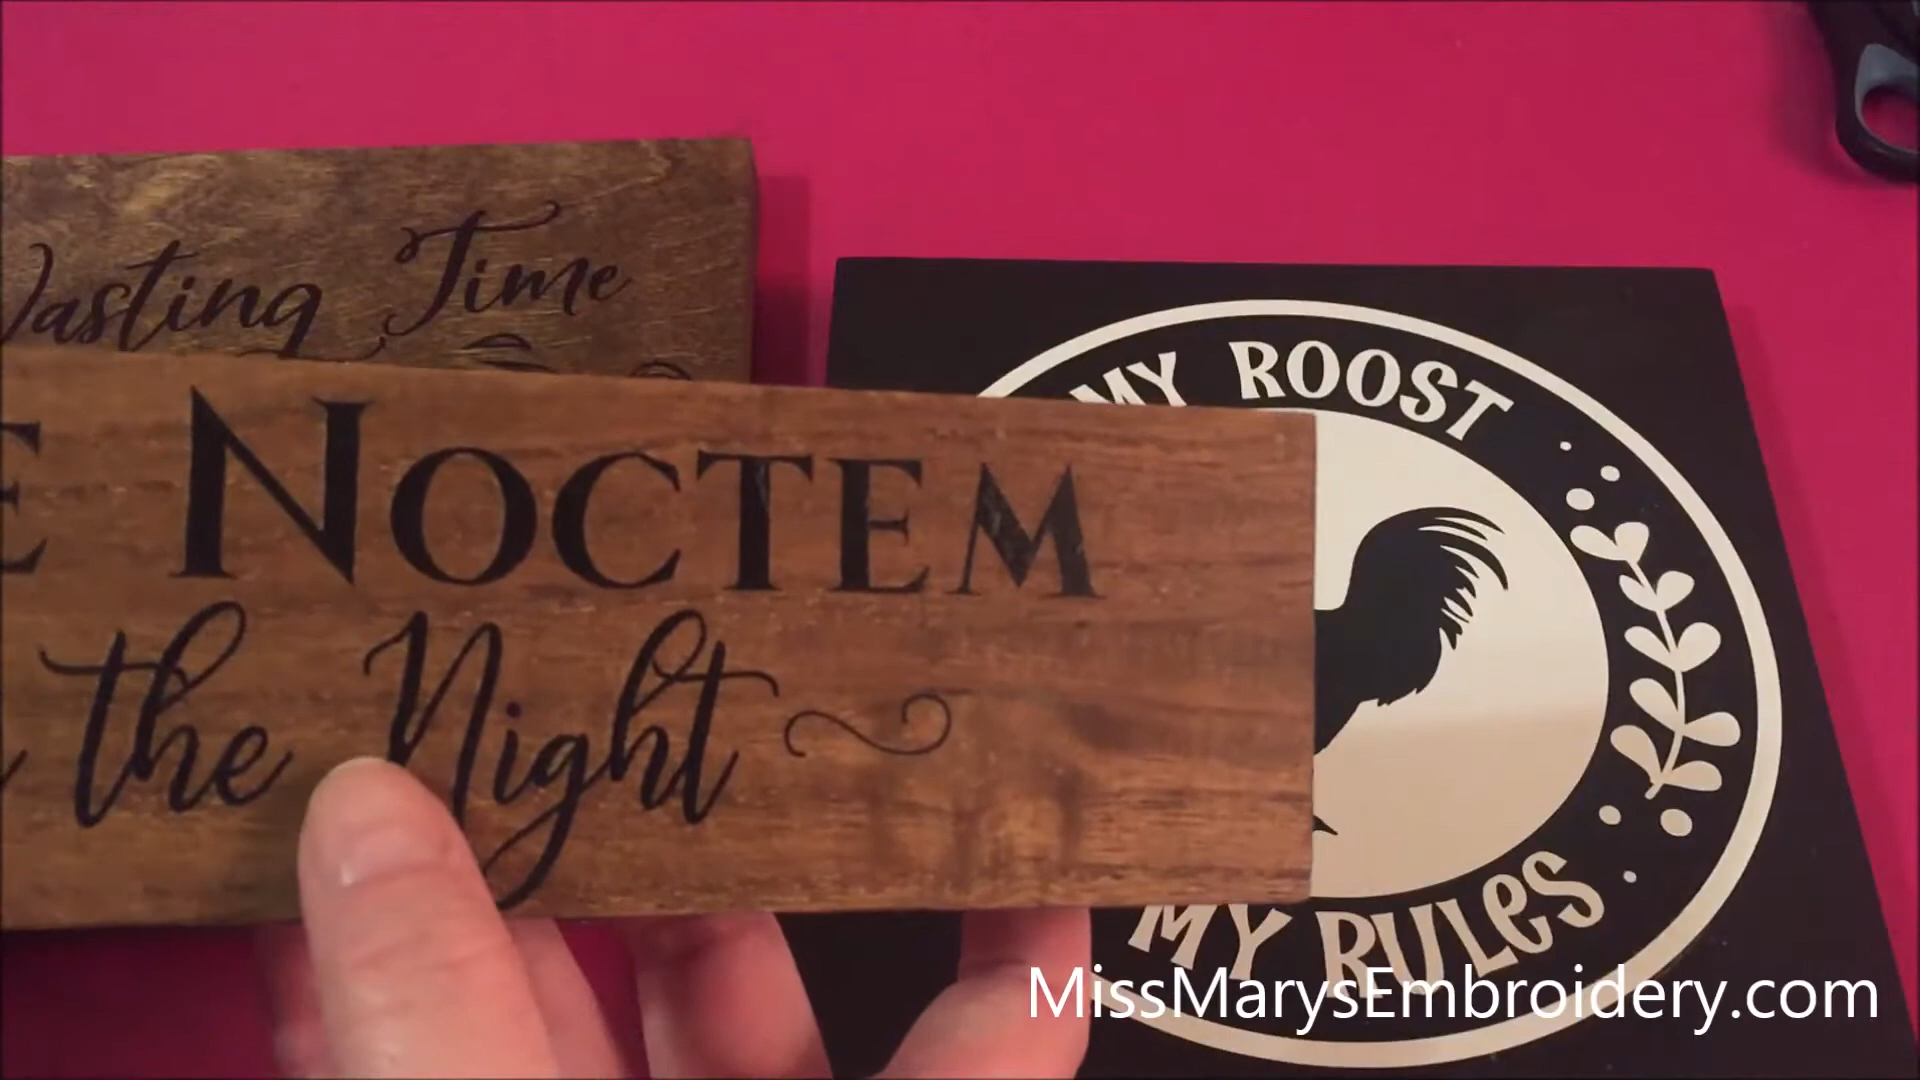 Wasting Time
E NOCTEM
the Night
MY ROOST
MY RULES
MissMarysEmbroidery.com